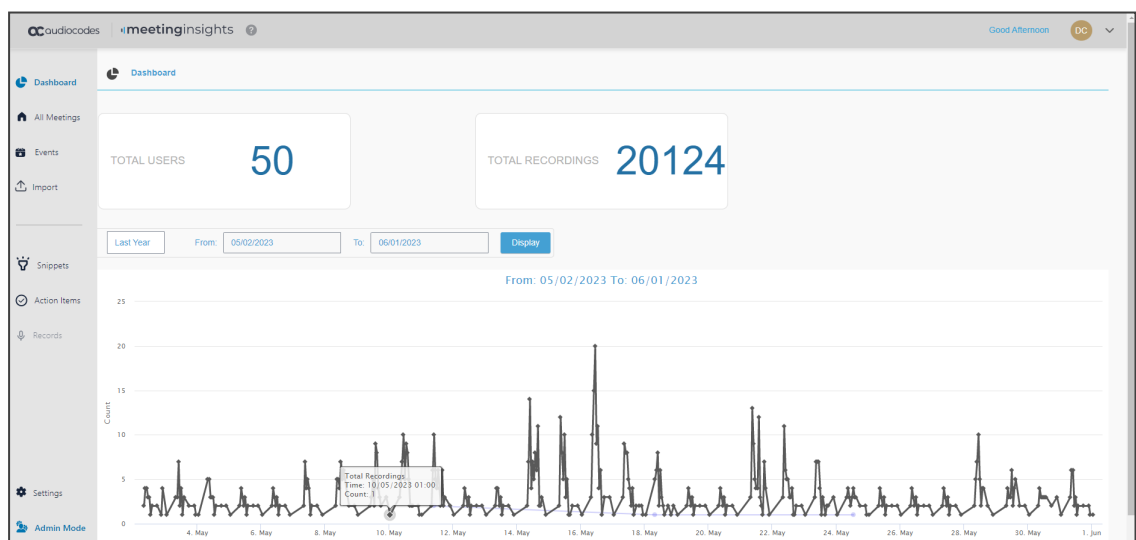 audiocodes meetinginsights ?
Good Afternoon DC
Dashboard
All Meetings
Events
Import
Snippets
Action Items
Records
Settings
Admin Mode
Dashboard
TOTAL USERS 50
TOTAL RECORDINGS 20124
Last Year From: 05/02/2023 To: 06/01/2023 Display
From: 05/02/2023 To: 06/01/2023
Count
25
20
15
10
5
0
Total Recordings
Time: 10/05/2023 01:00
Count: 1
4. May 6. May 8. May 10. May 12. May 14. May 16. May 18. May 20. May 22. May 24. May 26. May 28. May 30. May 1. Jun